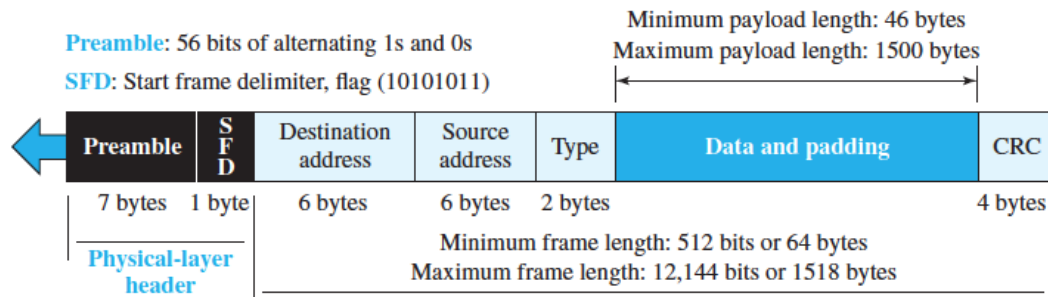 Minimum payload length: 46 bytes
Preamble: 56 bits of alternating 1s and 0s
Maximum payload length: 1500 bytes
SFD: Start frame delimiter, flag (10101011)
Preamble
S
F
D
Destination
address
Source
address
Type
Data and padding
CRC
7 bytes 1 byte 6 bytes 6 bytes 2 bytes 4 bytes
Physical-layer
header
Minimum frame length: 512 bits or 64 bytes
Maximum frame length: 12,144 bits or 1518 bytes